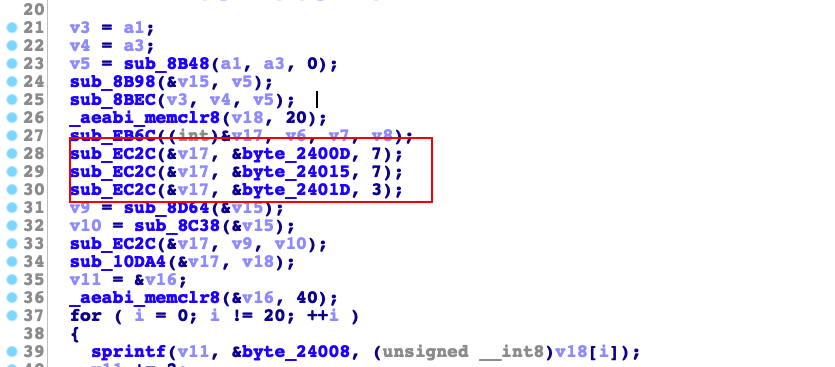 20
21 v3 = a1;
22 v4 = a3;
23 v5 = sub_8B48(a1, a3, 0);
24 sub_8B98(&v15, v5);
25 sub_8BEC(v3, v4, v5);
26 _aeabi_memclr8(v18, 20);
27 sub_EB6C((int)&v17, v6, v7, v8);
28 sub_EC2C(&v17, &byte_2400D, 7);
29 sub_EC2C(&v17, &byte_24015, 7);
30 sub_EC2C(&v17, &byte_2401D, 3);
31 v9 = sub_8D64(&v15);
32 v10 = sub_8C38(&v15);
33 sub_EC2C(&v17, v9, v10);
34 sub_10DA4(&v17, v18);
35 v11 = &v16;
36 _aeabi_memclr8(&v16, 40);
37 for ( i = 0; i != 20; ++i )
38 {
39 sprintf(v11, &byte_24008, (unsigned __int8)v18[i]);